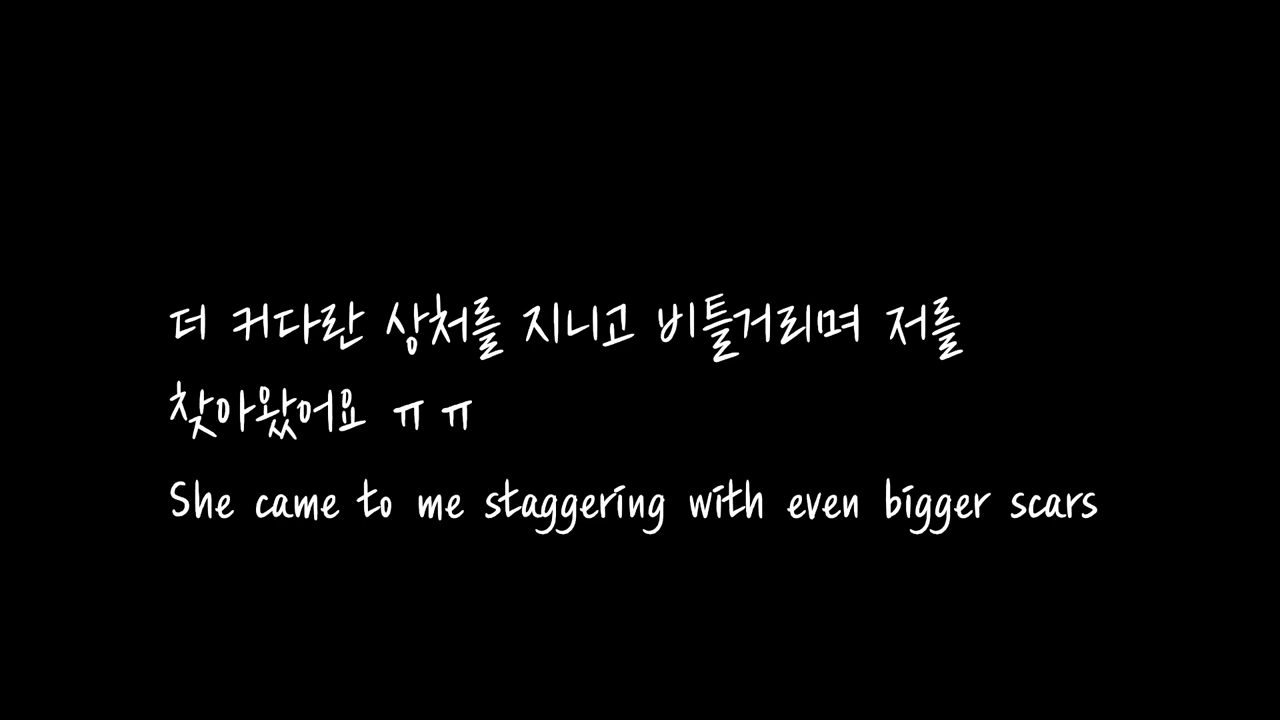 더 커다란 상처를 지니고 비틀거리며 저를
찾아왔어요 ㅠㅠ
She came to me staggering with even bigger scars